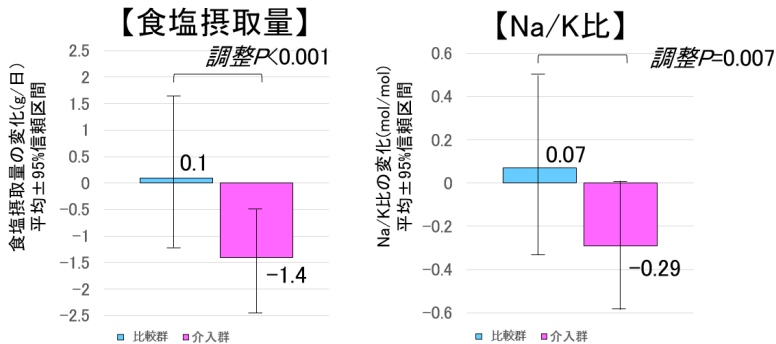 【食塩摂取量】
調整P<0.001
食塩摂取量の変化(g/日)
平均±95%信頼区間
2.5
2
1.5
1
0.5
0
−0.5
−1
−1.5
−2
−2.5
0.1
−1.4
比較群 介入群
【Na/K比】
調整P=0.007
Na/K比の変化(mol/mol)
平均±95%信頼区間
0.6
0.4
0.2
0
−0.2
−0.4
−0.6
0.07
−0.29
比較群 介入群